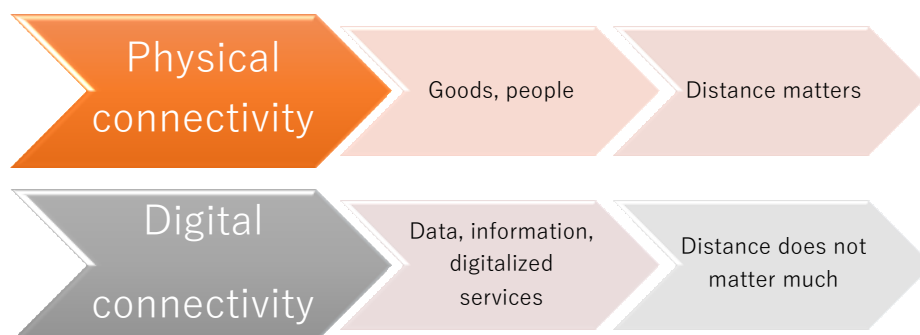 Physical
connectivity
Goods, people
Distance matters
Digital
connectivity
Data, information,
digitalized
services
Distance does not
matter much